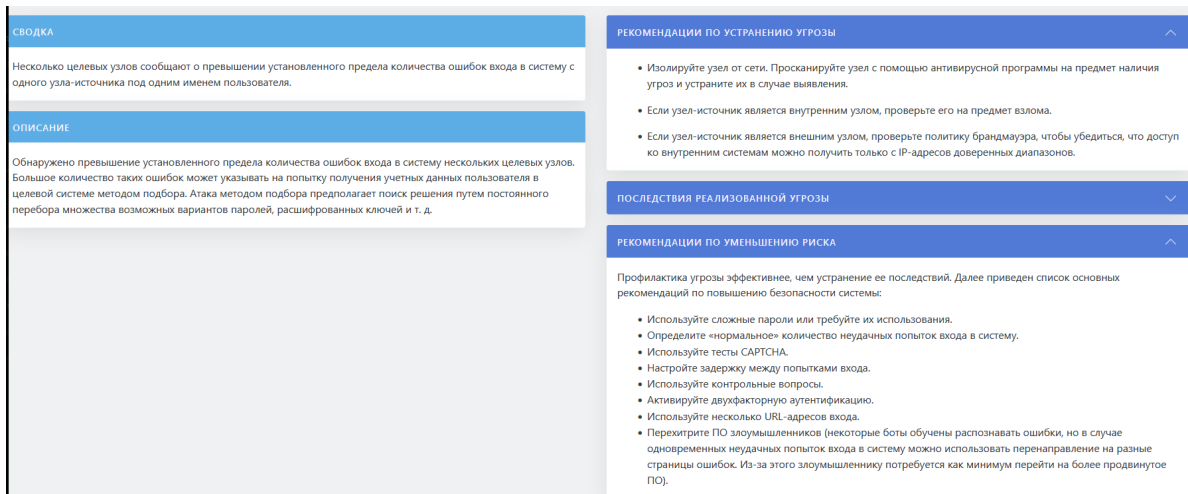 СВОДКА
Несколько целевых узлов сообщают о превышении установленного предела количества ошибок входа в систему с
одного узла-источника под одним именем пользователя.
ОПИСАНИЕ
Обнаружено превышение установленного предела количества ошибок входа в систему нескольких целевых узлов.
Большое количество таких ошибок может указывать на попытку получения учетных данных пользователя в
целевой системе методом подбора. Атака методом подбора предполагает поиск решения путем постоянного
перебора множества возможных вариантов паролей, расшифрованных ключей и т. д.
РЕКОМЕНДАЦИИ ПО УСТРАНЕНИЮ УГРОЗЫ
• Изолируйте узел от сети. Просканируйте узел с помощью антивирусной программы на предмет наличия
угроз и устраните их в случае выявления.
• Если узел-источник является внутренним узлом, проверьте его на предмет взлома.
• Если узел-источник является внешним узлом, проверьте политику брандмауэра, чтобы убедиться, что доступ
ко внутренним системам можно получить только с IP-адресов доверенных диапазонов.
ПОСЛЕДСТВИЯ РЕАЛИЗОВАННОЙ УГРОЗЫ
РЕКОМЕНДАЦИИ ПО УМЕНЬШЕНИЮ РИСКА
Профилактика угрозы эффективнее, чем устранение ее последствий. Далее приведен список основных
рекомендаций по повышению безопасности системы:
• Используйте сложные пароли или требуйте их использования.
• Определите «нормальное» количество неудачных попыток входа в систему.
• Используйте тесты CAPTCHA.
• Настройте задержку между попытками входа.
• Используйте контрольные вопросы.
• Активируйте двухфакторную аутентификацию.
• Используйте несколько URL-адресов входа.
• Перехитрите ПО злоумышленников (некоторые боты обучены распознавать ошибки, но в случае
одновременных неудачных попыток входа в систему можно использовать перенаправление на разные
страницы ошибок. Из-за этого злоумышленнику потребуется как минимум перейти на более продвинутое
ПО).